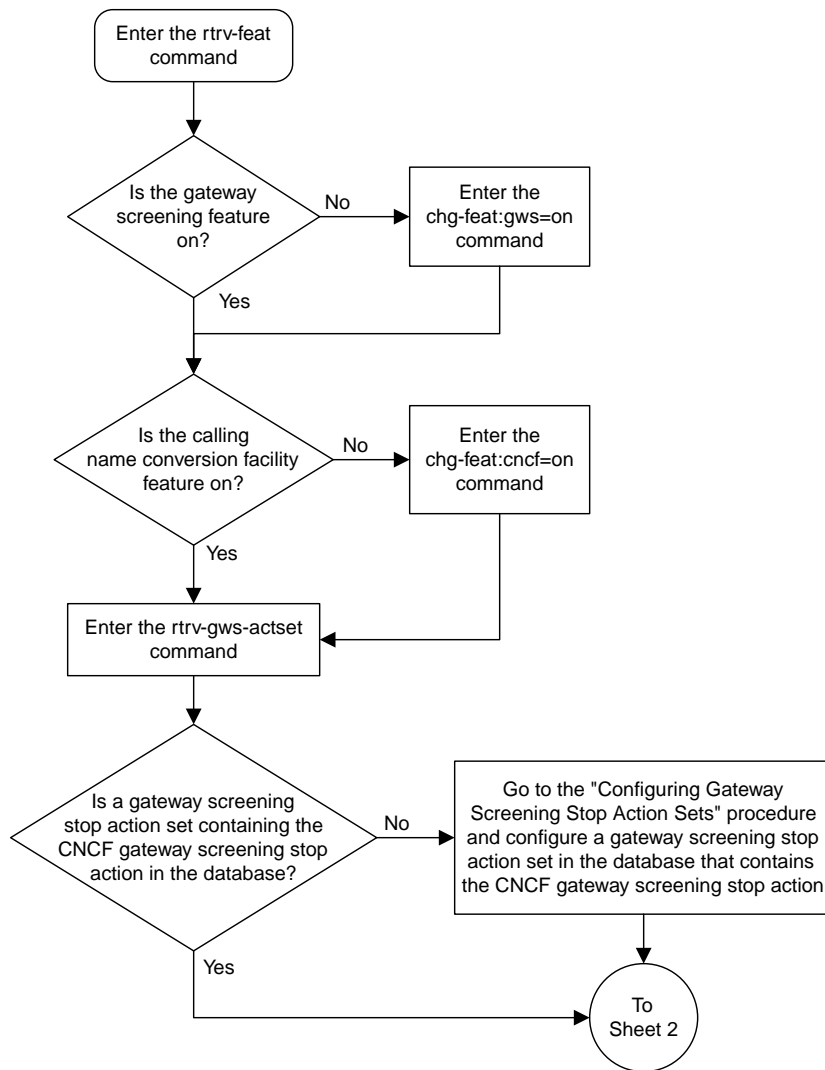 Enter the rtrv-feat
command
Is the gateway
screening feature
on?
No
Enter the
chg-feat:gws=on
command
Yes
Is the calling
name conversion facility
feature on?
No
Enter the
chg-feat:cncf=on
command
Yes
Enter the rtrv-gws-actset
command
Is a gateway screening
stop action set containing the
CNCF gateway screening stop
action in the database?
No
Go to the "Configuring Gateway
Screening Stop Action Sets" procedure
and configure a gateway screening stop
action set in the database that contains
the CNCF gateway screening stop action
Yes
To
Sheet 2